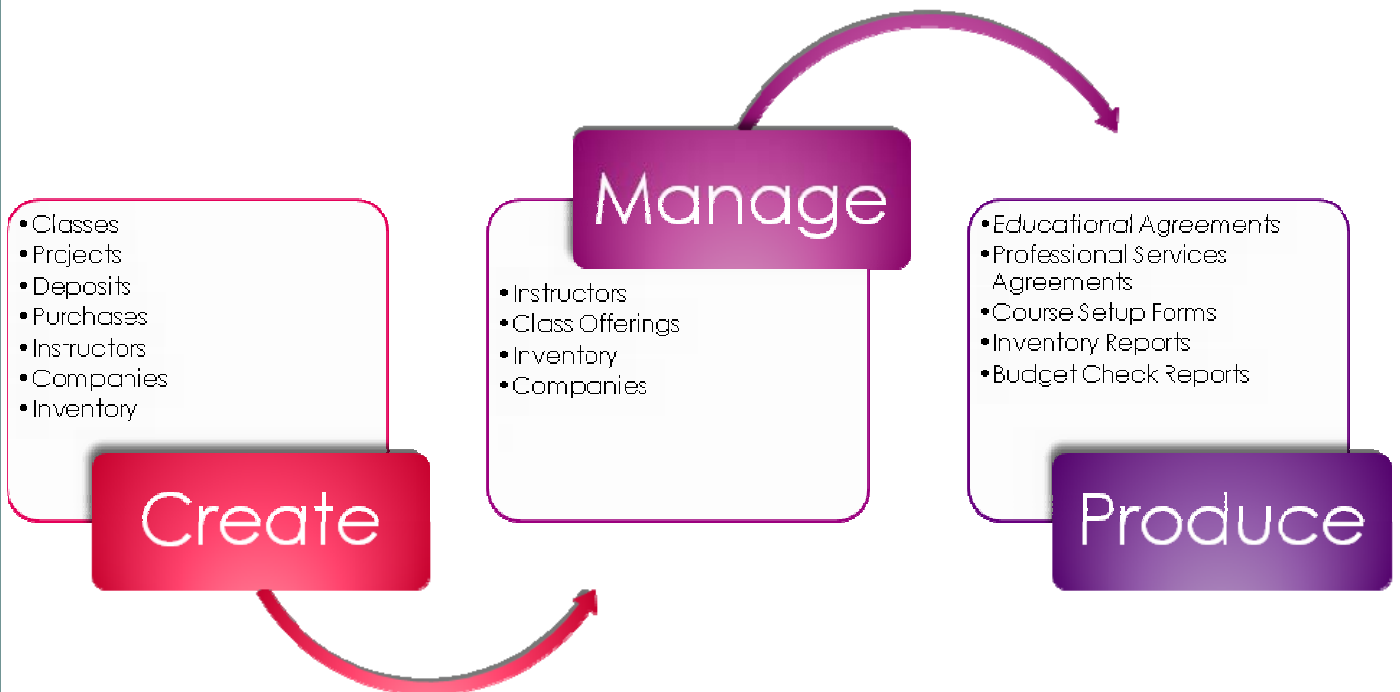 • Classes
• Projects
• Deposits
• Purchases
• Instructors
• Companies
• Inventory
Create
Manage
• Instructors
• Class Offerings
• Inventory
• Companies
• Educational Agreements
• Professional Services
Agreements
• Course Setup Forms
• Inventory Reports
• Budget Check Reports
Produce